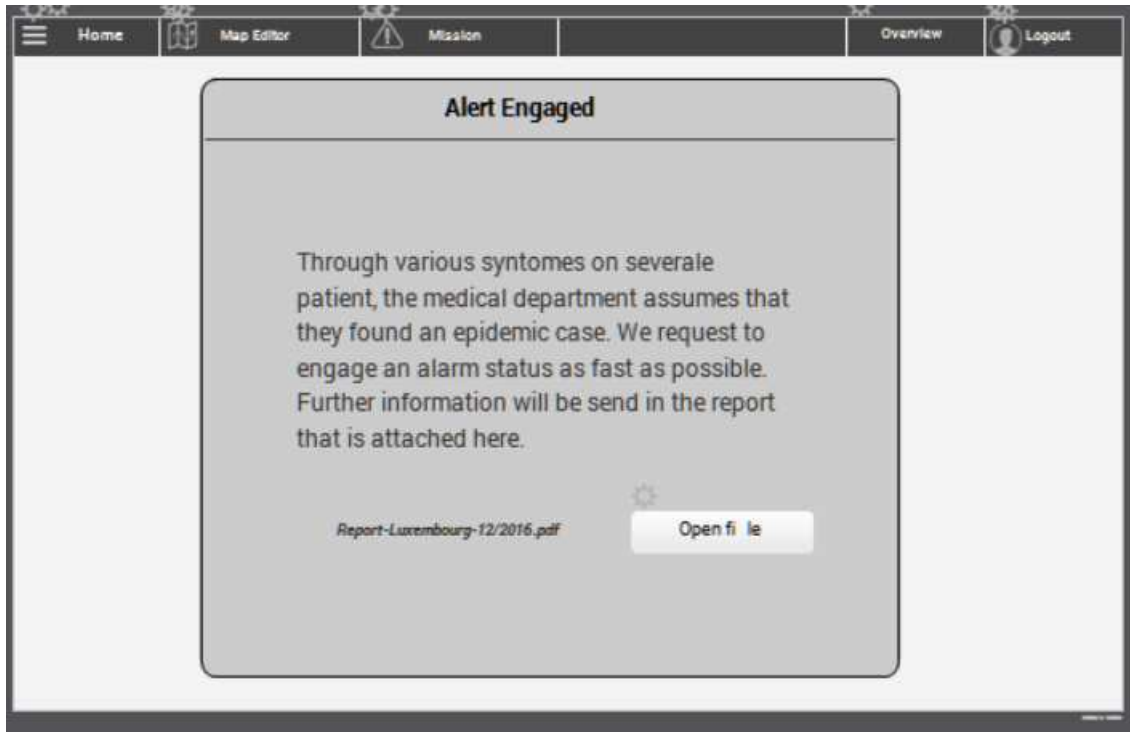 Home Map Editor Mission Overview Logout
Alert Engaged
Through various syntomes on severale
patient, the medical department assumes that
they found an epidemic case. We request to
engage an alarm status as fast as possible.
Further information will be send in the report
that is attached here.
Report-Luxembourg-12/2016.pdf Open fi le